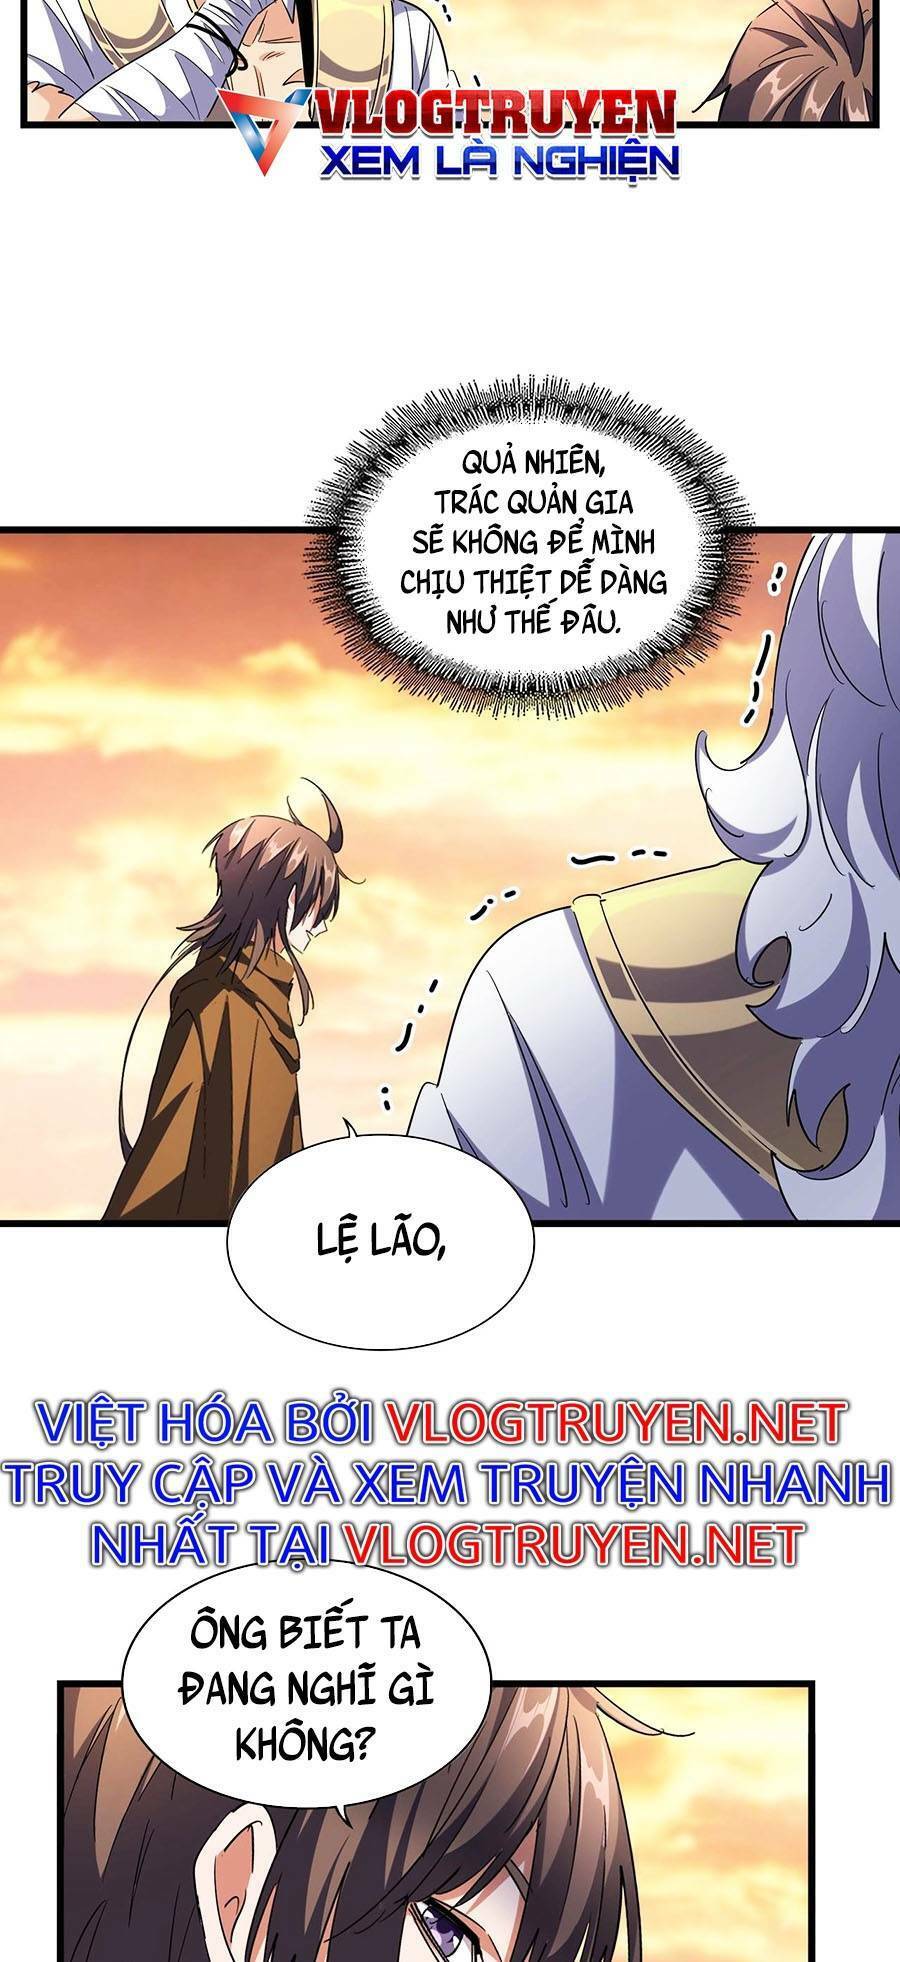 VLOGTRUYEN
XEM LÀ NGHIỆN
QUẢ NHIÊN,
TRÁC QUẢN GIA
SẼ KHÔNG ĐỂ MÌNH
CHỊU THIỆT DỄ DÀNG
NHƯ THẾ ĐÂU.
LỆ LÃO,
VIỆT HÓA BỞI VLOGTRUYEN.NET
TRUY CẬP VÀ XEM TRUYỆN NHANH
NHẤT TẠI VLOGTRUYEN.NET
ÔNG BIẾT TA
ĐANG NGHĨ GÌ
KHÔNG?